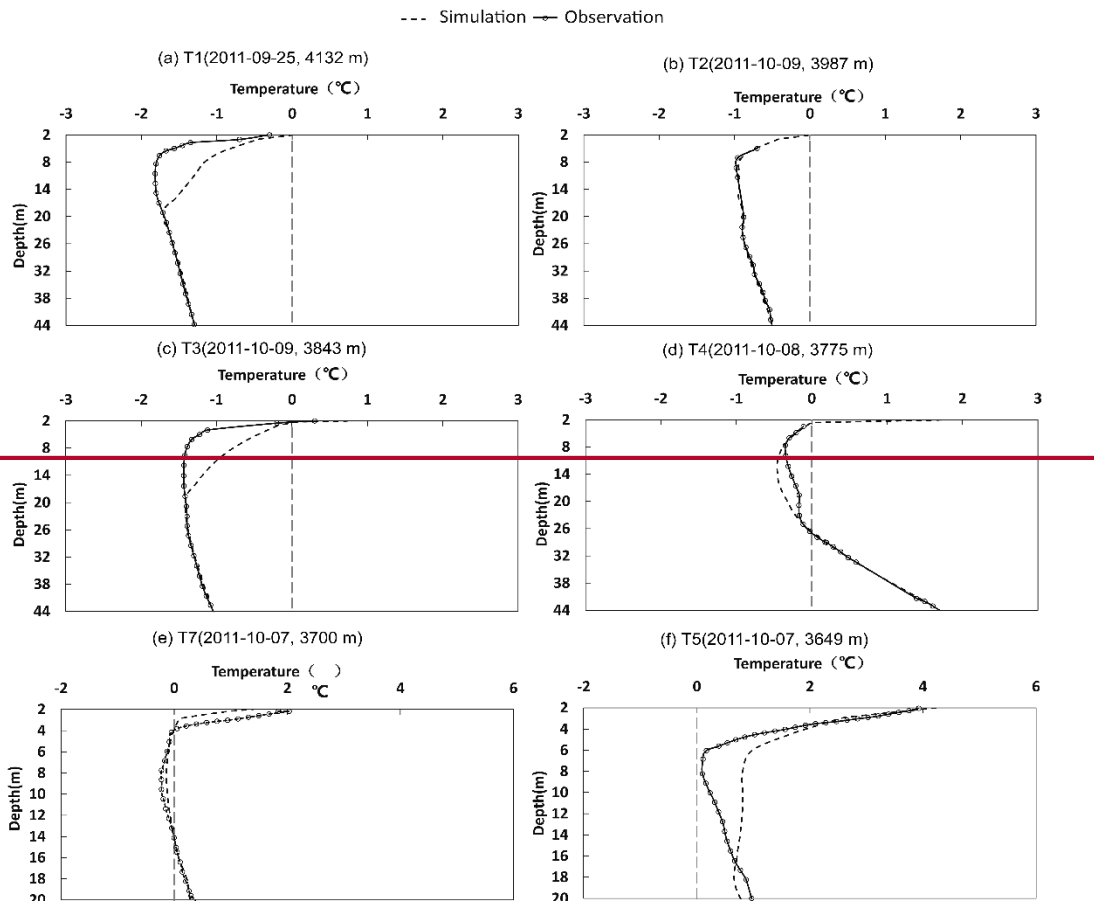 Simulation Observation
(a) T1(2011-09-25, 4132 m)
Temperature（℃）
-3 -2 -1 0 1 2 3
2
8
14
20
26
32
38
44
Depth(m)
(b) T2(2011-10-09, 3987 m)
Temperature（℃）
-3 -2 -1 0 1 2 3
2
8
14
20
26
32
38
44
Depth(m)
(c) T3(2011-10-09, 3843 m)
Temperature（℃）
-3 -2 -1 0 1 2 3
2
8
14
20
26
32
38
44
Depth(m)
(d) T4(2011-10-08, 3775 m)
Temperature（℃）
-3 -2 -1 0 1 2 3
2
8
14
20
26
32
38
44
Depth(m)
(e) T7(2011-10-07, 3700 m)
Temperature（ ）
℃
-2 0 2 4 6
2
4
6
8
10
12
14
16
18
20
Depth(m)
(f) T5(2011-10-07, 3649 m)
Temperature（℃）
-2 0 2 4 6
2
4
6
8
10
12
14
16
18
20
Depth(m)